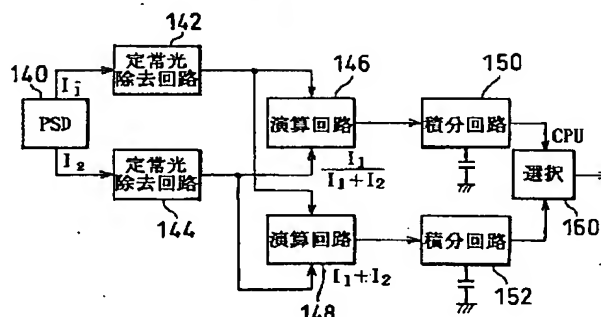 142
定常光
除去回路
140
I1
PSD
I2
定常光
除去回路
144
146
演算回路
I1
I1+I2
150
積分回路
CPU
選択
160
演算回路
I1+I2
148
積分回路
152